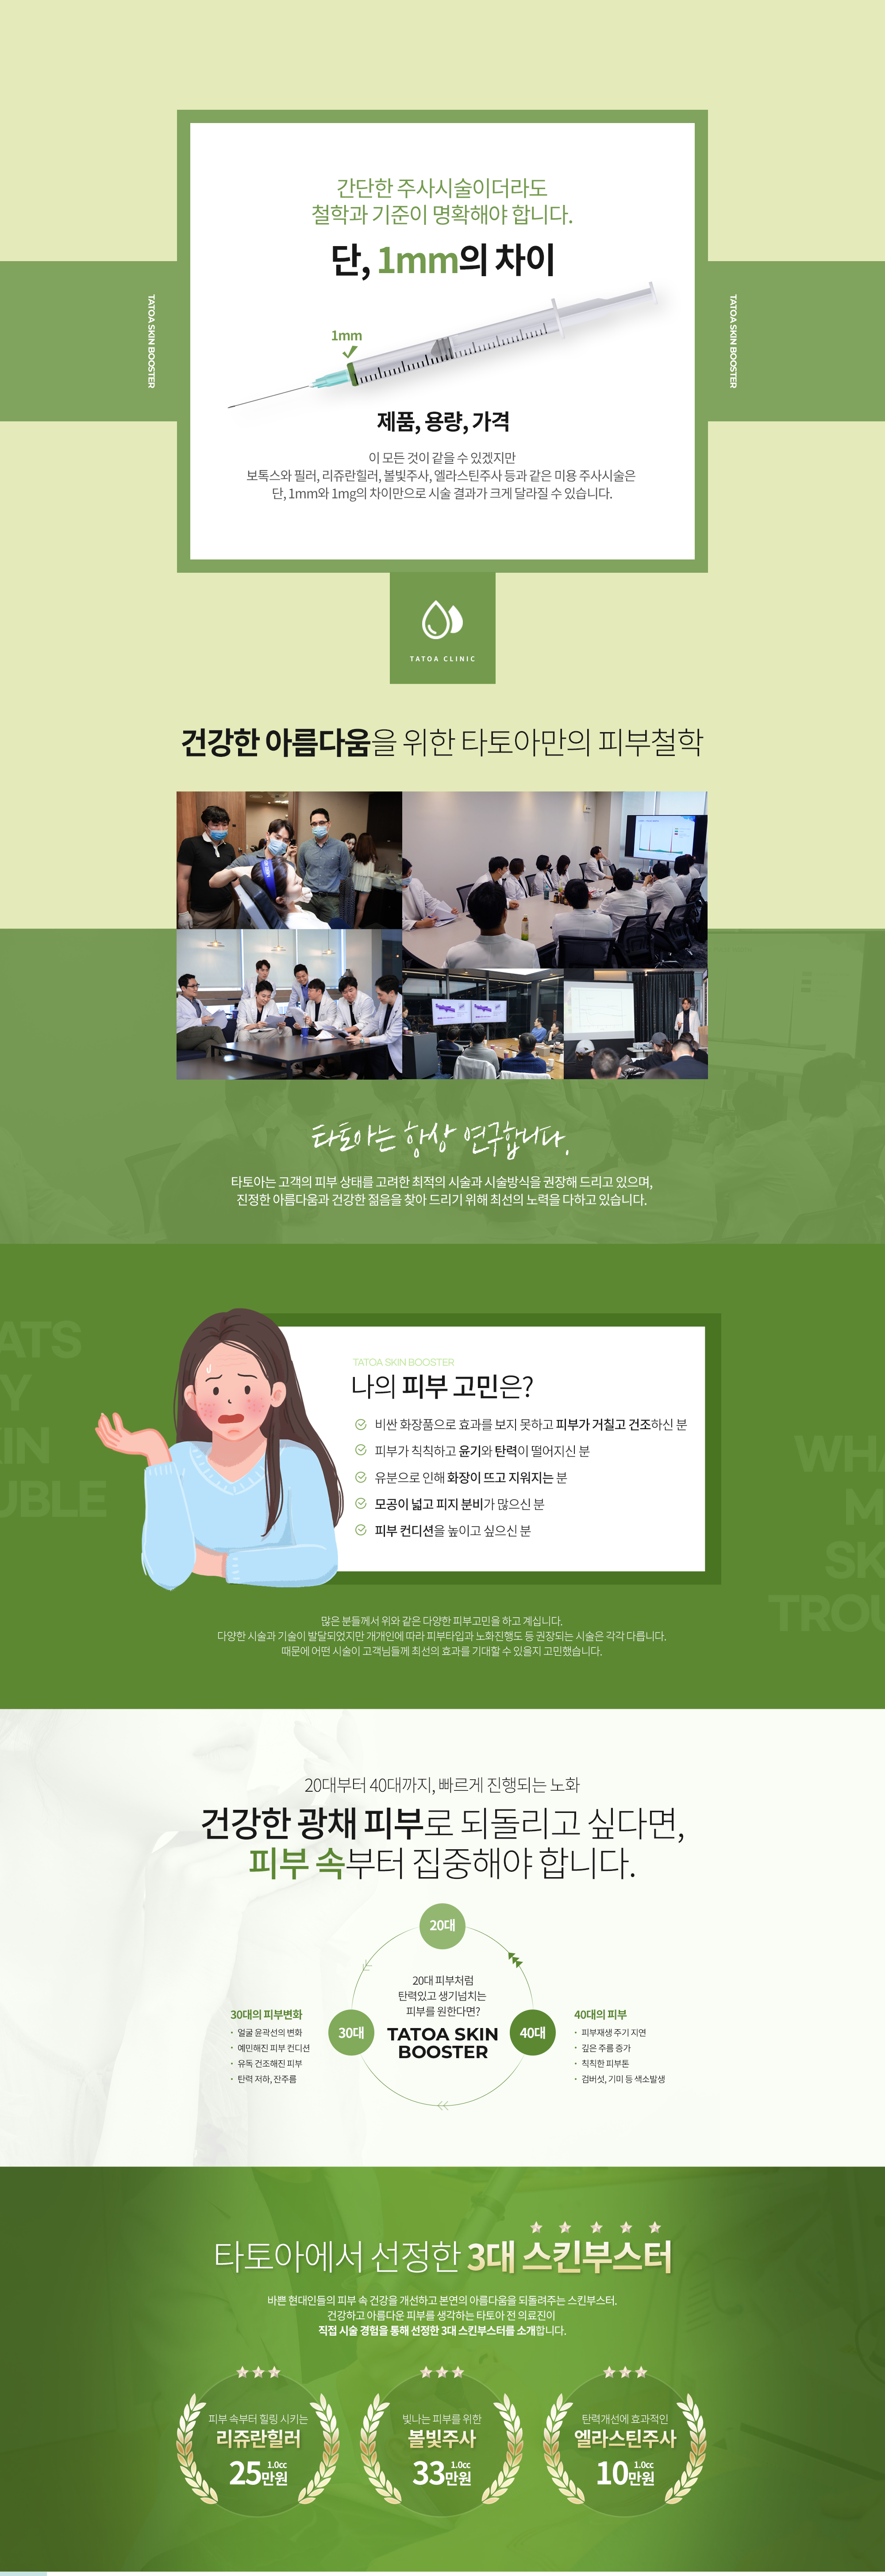 간단한 주사시술이더라도
철학과 기준이 명확해야 합니다.
단, 1mm의 차이
TATOA SKIN BOOSTER
TATOA SKIN BOOSTER
1mm
제품, 용량, 가격
이 모든 것이 같을 수 있겠지만
보톡스와 필러, 리쥬란힐러, 볼빛주사, 엘라스틴주사 등과 같은 미용 주사시술은
단, 1mm와 1mg의 차이만으로 시술 결과가 크게 달라질 수 있습니다.
TATOA CLINIC
건강한 아름다움을 위한 타토아만의 피부철학
타토아는 항상 연구합니다.
타토아는 고객의 피부 상태를 고려한 최적의 시술과 시술방식을 권장해 드리고 있으며,
진정한 아름다움과 건강한 젊음을 찾아 드리기 위해 최선의 노력을 다하고 있습니다.
ATS
Y
IN
UBLE
WHA
M
SK
TROU
TATOA SKIN BOOSTER
나의 피부 고민은?
비싼 화장품으로 효과를 보지 못하고 피부가 거칠고 건조하신 분
피부가 칙칙하고 윤기와 탄력이 떨어지신 분
유분으로 인해 화장이 뜨고 지워지는 분
모공이 넓고 피지 분비가 많으신 분
피부 컨디션을 높이고 싶으신 분
많은 분들께서 위와 같은 다양한 피부고민을 하고 계십니다.
다양한 시술과 기술이 발달되었지만 개개인에 따라 피부타입과 노화진행도 등 권장되는 시술은 각각 다릅니다.
때문에 어떤 시술이 고객님들께 최선의 효과를 기대할 수 있을지 고민했습니다.
20대부터 40대까지, 빠르게 진행되는 노화
건강한 광채 피부로 되돌리고 싶다면,
피부 속부터 집중해야 합니다.
20대
20대 피부처럼
탄력있고 생기넘치는
피부를 원한다면?
TATOA SKIN
BOOSTER
30대
40대
30대의 피부변화
· 얼굴 윤곽선의 변화
· 예민해진 피부 컨디션
· 유독 건조해진 피부
· 탄력 저하, 잔주름
40대의 피부
· 피부재생 주기 지연
· 깊은 주름 증가
· 칙칙한 피부톤
· 검버섯, 기미 등 색소발생
타토아에서 선정한 3대 스킨부스터
바쁜 현대인들의 피부 속 건강을 개선하고 본연의 아름다움을 되돌려주는 스킨부스터.
건강하고 아름다운 피부를 생각하는 타토아 전 의료진이
직접 시술 경험을 통해 선정한 3대 스킨부스터를 소개합니다.
피부 속부터 힐링 시키는
리쥬란힐러
1.0cc
25만원
빛나는 피부를 위한
볼빛주사
1.0cc
33만원
탄력개선에 효과적인
엘라스틴주사
1.0cc
10만원